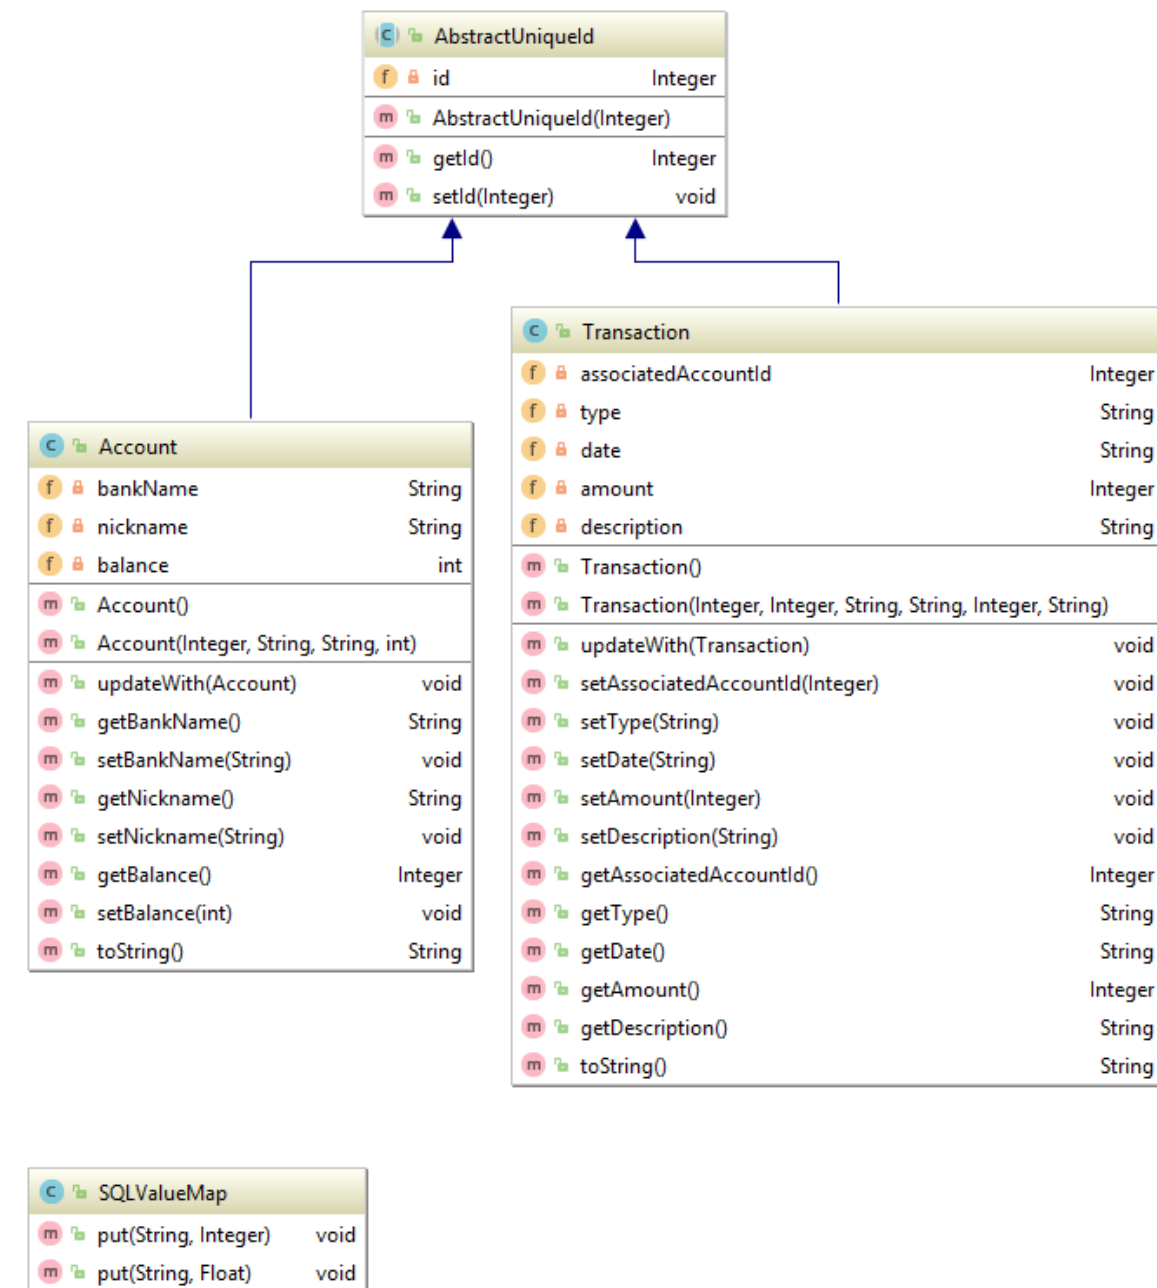 AbstractUniqueId
id Integer
AbstractUniqueId(Integer)
getId() Integer
setId(Integer) void
Transaction
associatedAccountId Integer
type String
date String
amount Integer
description String
Transaction()
Transaction(Integer, Integer, String, String, Integer, String)
updateWith(Transaction) void
setAssociatedAccountId(Integer) void
setType(String) void
setDate(String) void
setAmount(Integer) void
setDescription(String) void
getAssociatedAccountId() Integer
getType() String
getDate() String
getAmount() Integer
getDescription() String
toString() String
Account
bankName String
nickname String
balance int
Account()
Account(Integer, String, String, int)
updateWith(Account) void
getBankName() String
setBankName(String) void
getNickname() String
setNickname(String) void
getBalance() Integer
setBalance(int) void
toString() String
SQLValueMap
put(String, Integer) void
put(String, Float) void